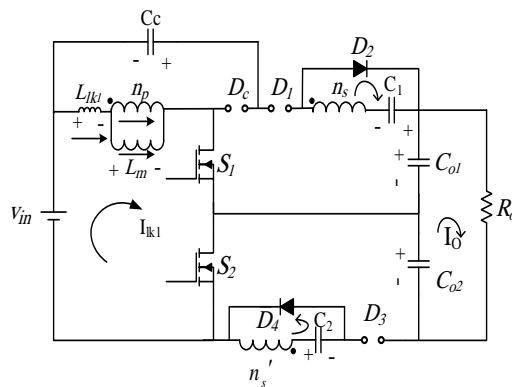 Cc
- +
D2
Llk1 np Dc D1 ns C1
+ - - +
+ Lm -
S1
+
Co1
-
Vin
Ilk1
IO
S2
+
Co2
-
D4 C2 D3
+ -
ns'